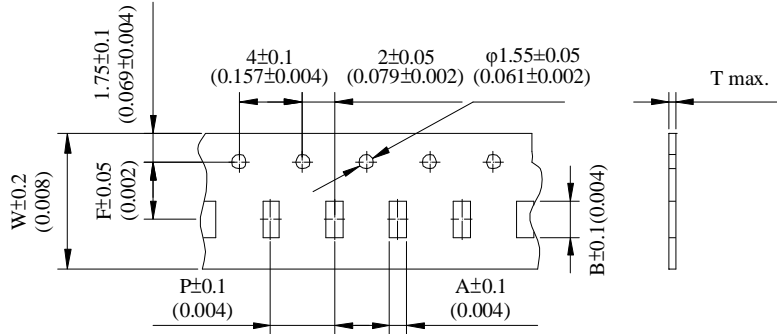 1.75±0.1
(0.069±0.004)
4±0.1
(0.157±0.004)
2±0.05
(0.079±0.002)
φ1.55±0.05
(0.061±0.002)
T max.
W±0.2
(0.008)
F±0.05
(0.002)
B±0.1(0.004)
P±0.1
(0.004)
A±0.1
(0.004)